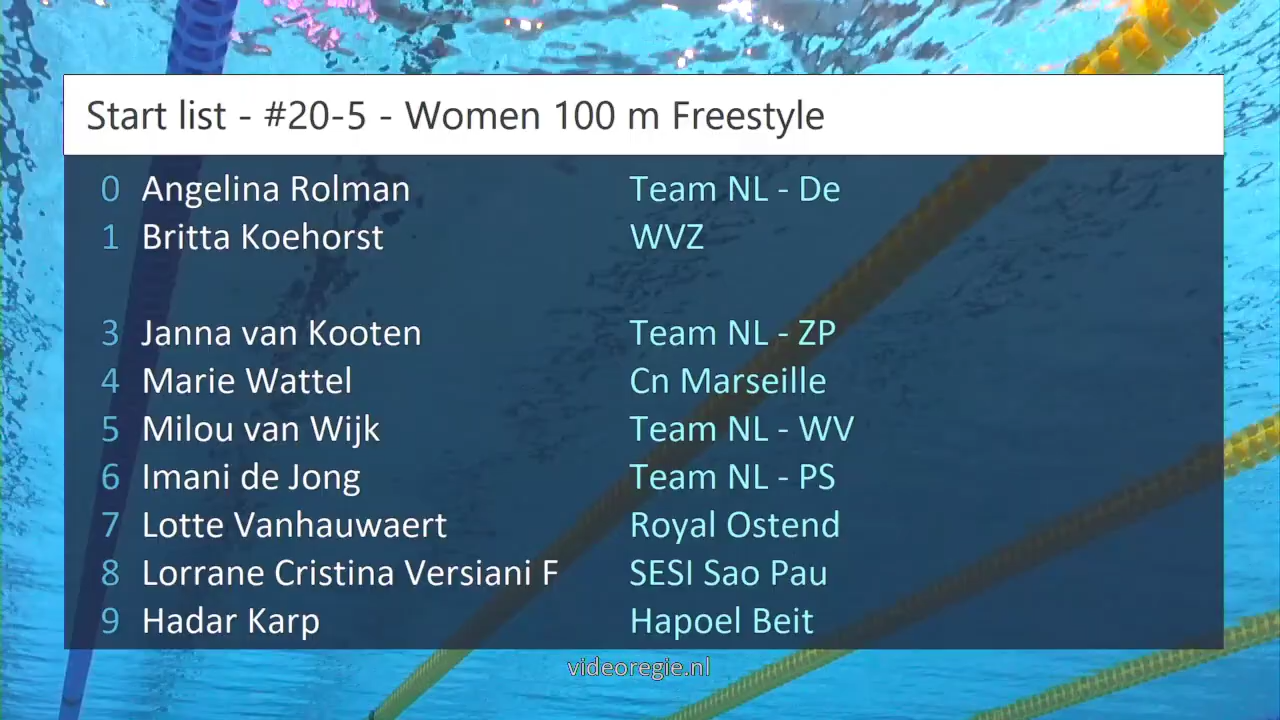 Start list - #20-5 - Women 100 m Freestyle
0 Angelina Rolman Team NL - De
1 Britta Koehorst WVZ
3 Janna van Kooten Team NL - ZP
4 Marie Wattel Cn Marseille
5 Milou van Wijk Team NL - WV
6 Imani de Jong Team NL - PS
7 Lotte Vanhauwaert Royal Ostend
8 Lorrane Cristina Versiani F SESI Sao Pau
9 Hadar Karp Hapoel Beit
videoregie.nl